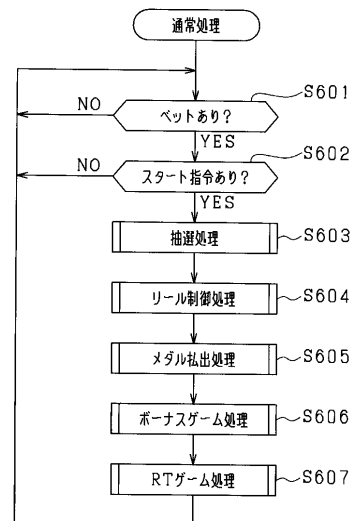 通常処理
S601
NO
ベットあり?
YES
S602
NO
スタート指令あり?
YES
抽選処理
S603
リール制御処理
S604
メダル払出処理
S605
ボーナスゲーム処理
S606
RTゲーム処理
S607